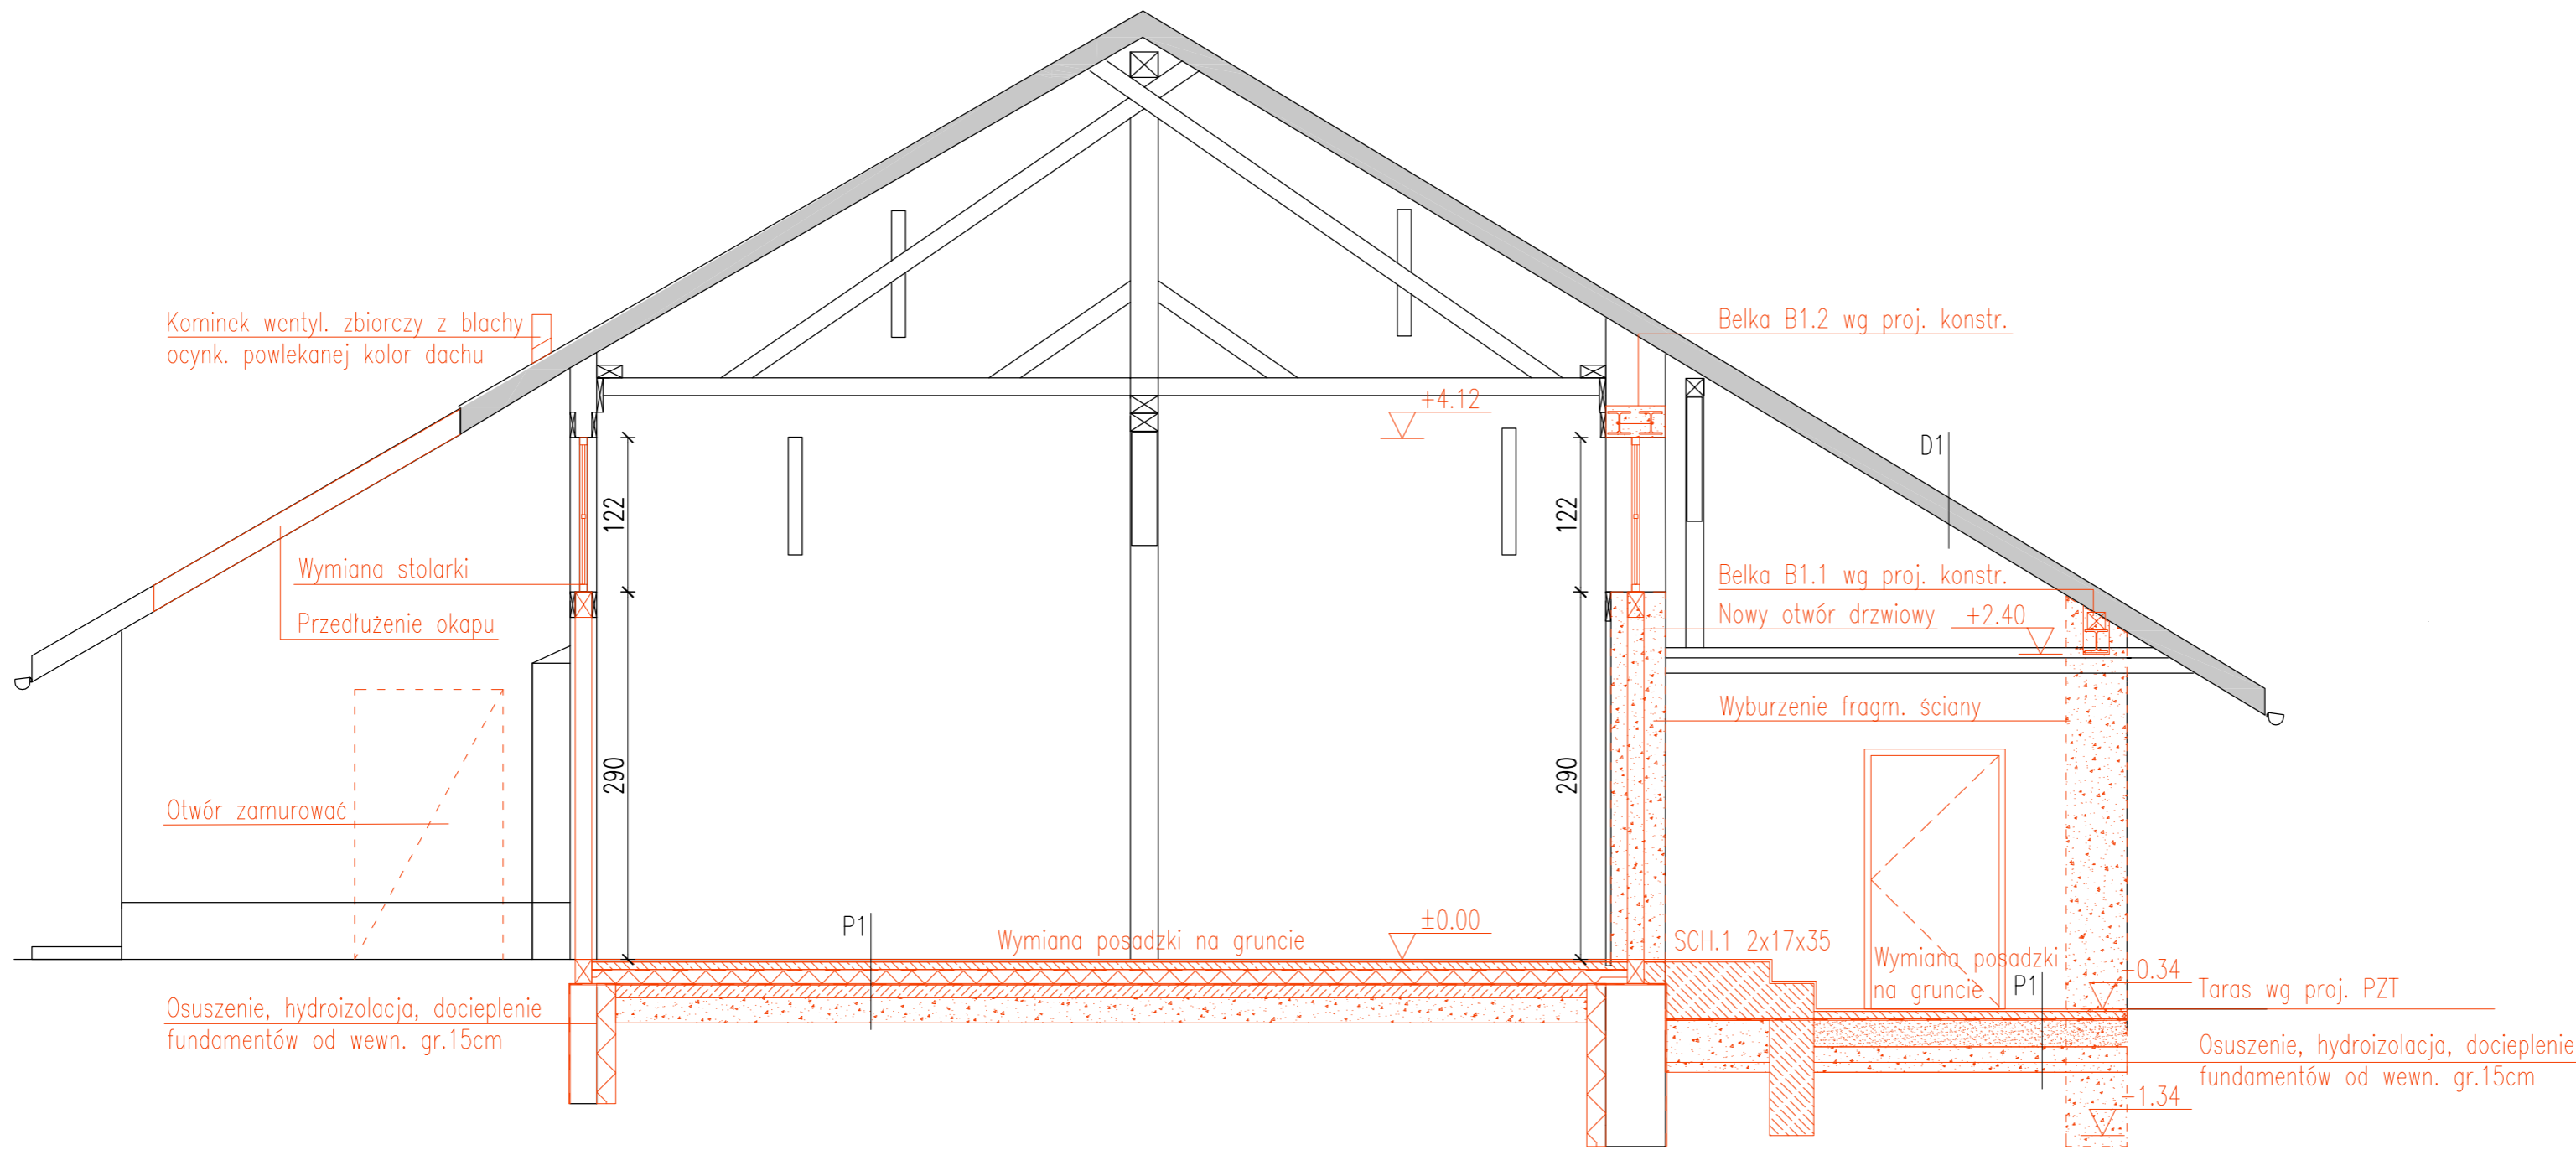 Kominek wentyl. zbiorczy z blachy
ocynk. powlekanej kolor dachu
Belka B1.2 wg proj. konstr.
+4.12
D1
122
122
Wymiana stolarki
Belka B1.1 wg proj. konstr.
Nowy otwór drzwiowy
+2.40
Przedłużenie okapu
Wyburzenie fragm. ściany
290
290
Otwór zamurować
P1
±0.00
Wymiana posadzki na gruncie
SCH.1 2x17x35
Wymiana posadzki
na gruncie
P1
-0.34
Taras wg proj. PZT
Osuszenie, hydroizolacja, docieplenie
fundamentów od wewn. gr.15cm
Osuszenie, hydroizolacja, docieplenie
fundamentów od wewn. gr.15cm
-1.34